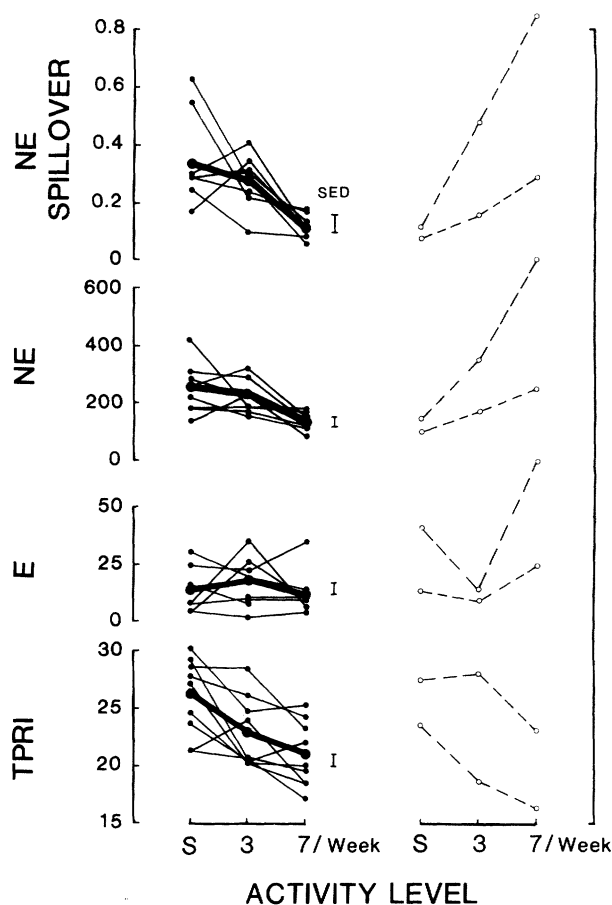 0.8
0.6
0.4
0.2
0
NE
SPILLOVER
SED
600
400
200
0
NE
50
25
0
E
30
25
20
15
TPRI
S 3 7/Week S 3 7/Week
ACTIVITY LEVEL